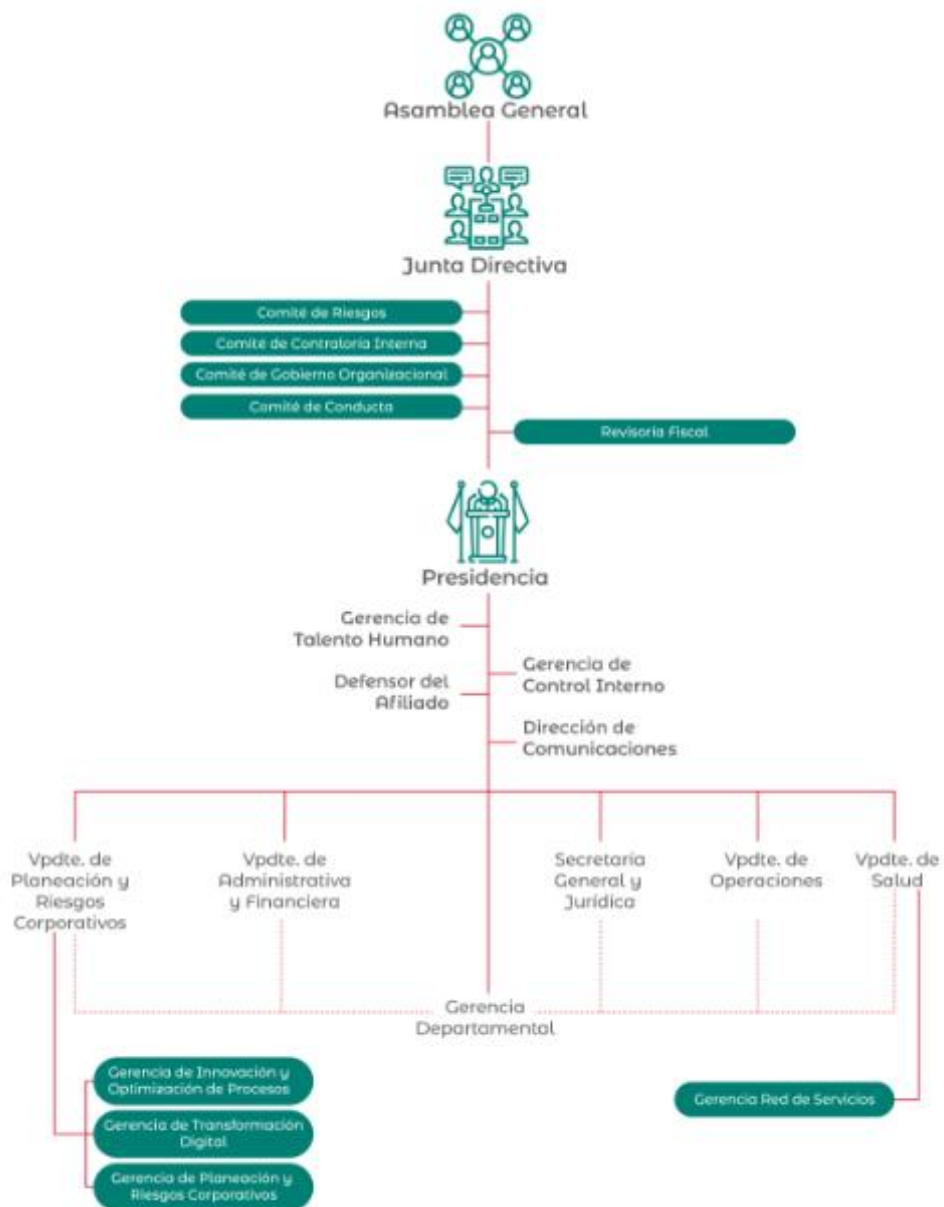 Asamblea General
Junta Directiva
Comité de Riesgos
Comité de Contraloría Interna
Comité de Gobierno Organizacional
Comité de Conducta
Revisoría Fiscal
Presidencia
Gerencia de
Talento Humano
Gerencia de
Control Interno
Defensor del
Afiliado
Dirección de
Comunicaciones
Vpdte. de
Planeación y
Riesgos
Corporativos
Vpdte. de
Administrativa
y Financiera
Secretaría
General y
Jurídica
Vpdte. de
Operaciones
Vpdte. de
Salud
Gerencia
Departamental
Gerencia de Innovación y
Optimización de Procesos
Gerencia de Transformación
Digital
Gerencia de Planeación y
Riesgos Corporativos
Gerencia Red de Servicios